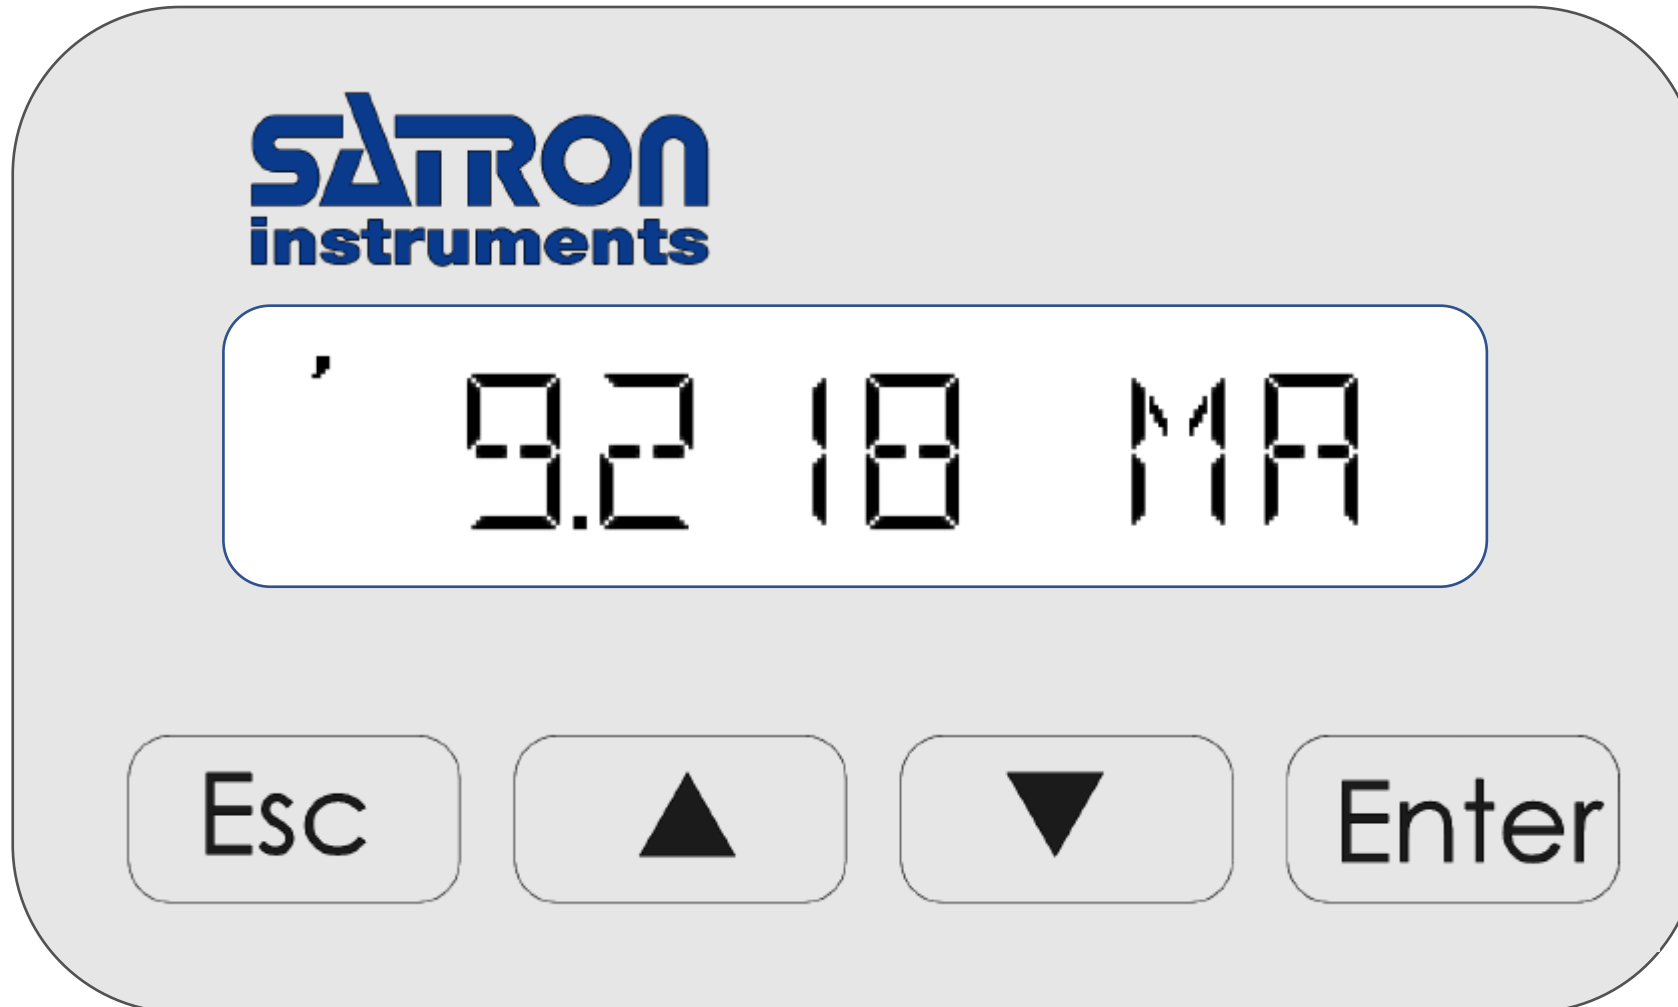 SATRON
instruments
’ 9.218 MA
Esc ▲ ▼ Enter